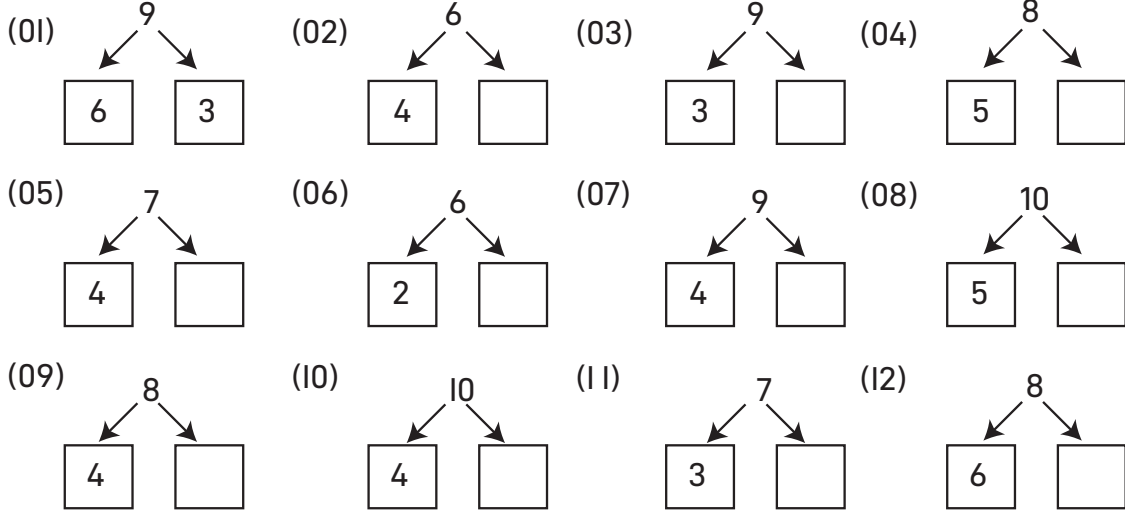 (01) 9 (02) 6 (03) 9 (04) 8
6 3 4 3 5
(05) 7 (06) 6 (07) 9 (08) 10
4 2 4 5
(09) 8 (10) 10 (11) 7 (12) 8
4 4 3 6